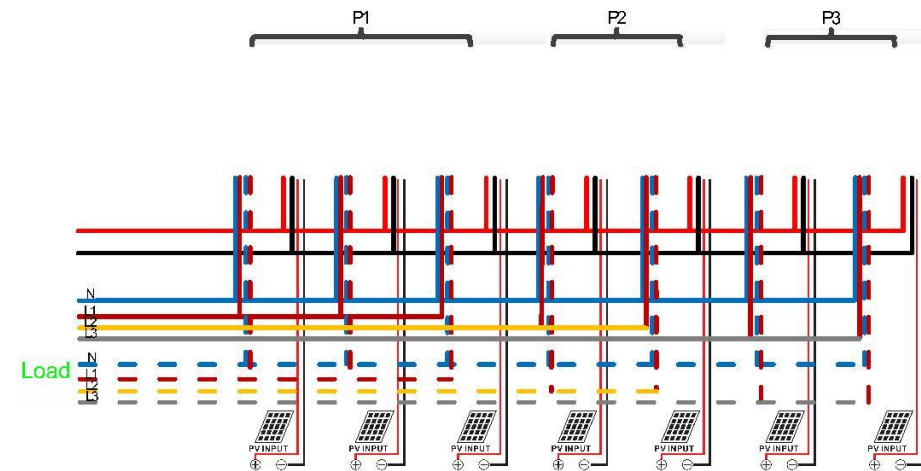 P1 P2 P3
N
L1
L2
L3
Load
N
L1
L2
L3
PV INPUT PV INPUT PV INPUT PV INPUT PV INPUT PV INPUT PV INPUT